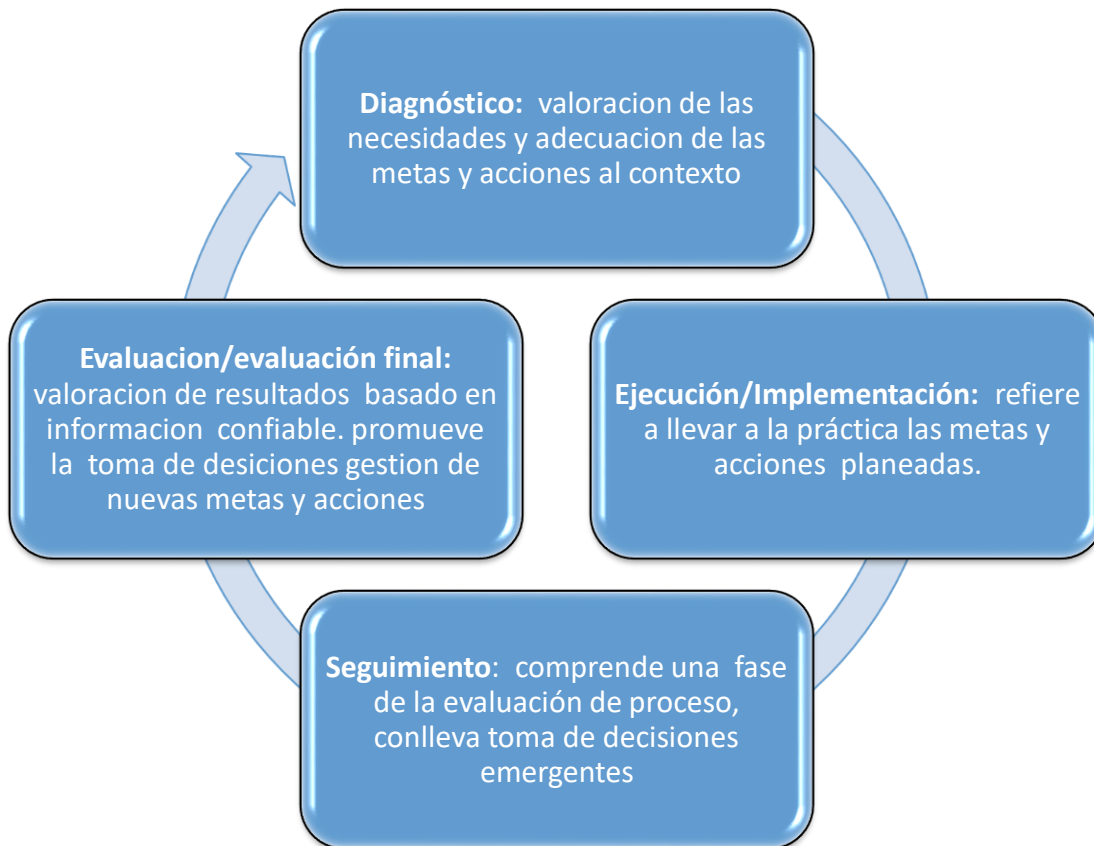 Diagnóstico: valoracion de las
necesidades y adecuacion de las
metas y acciones al contexto
Ejecución/Implementación: refiere
a llevar a la práctica las metas y
acciones planeadas.
Seguimiento: comprende una fase
de la evaluación de proceso,
conlleva toma de decisiones
emergentes
Evaluacion/evaluación final:
valoracion de resultados basado en
informacion confiable. promueve
la toma de desiciones gestion de
nuevas metas y acciones